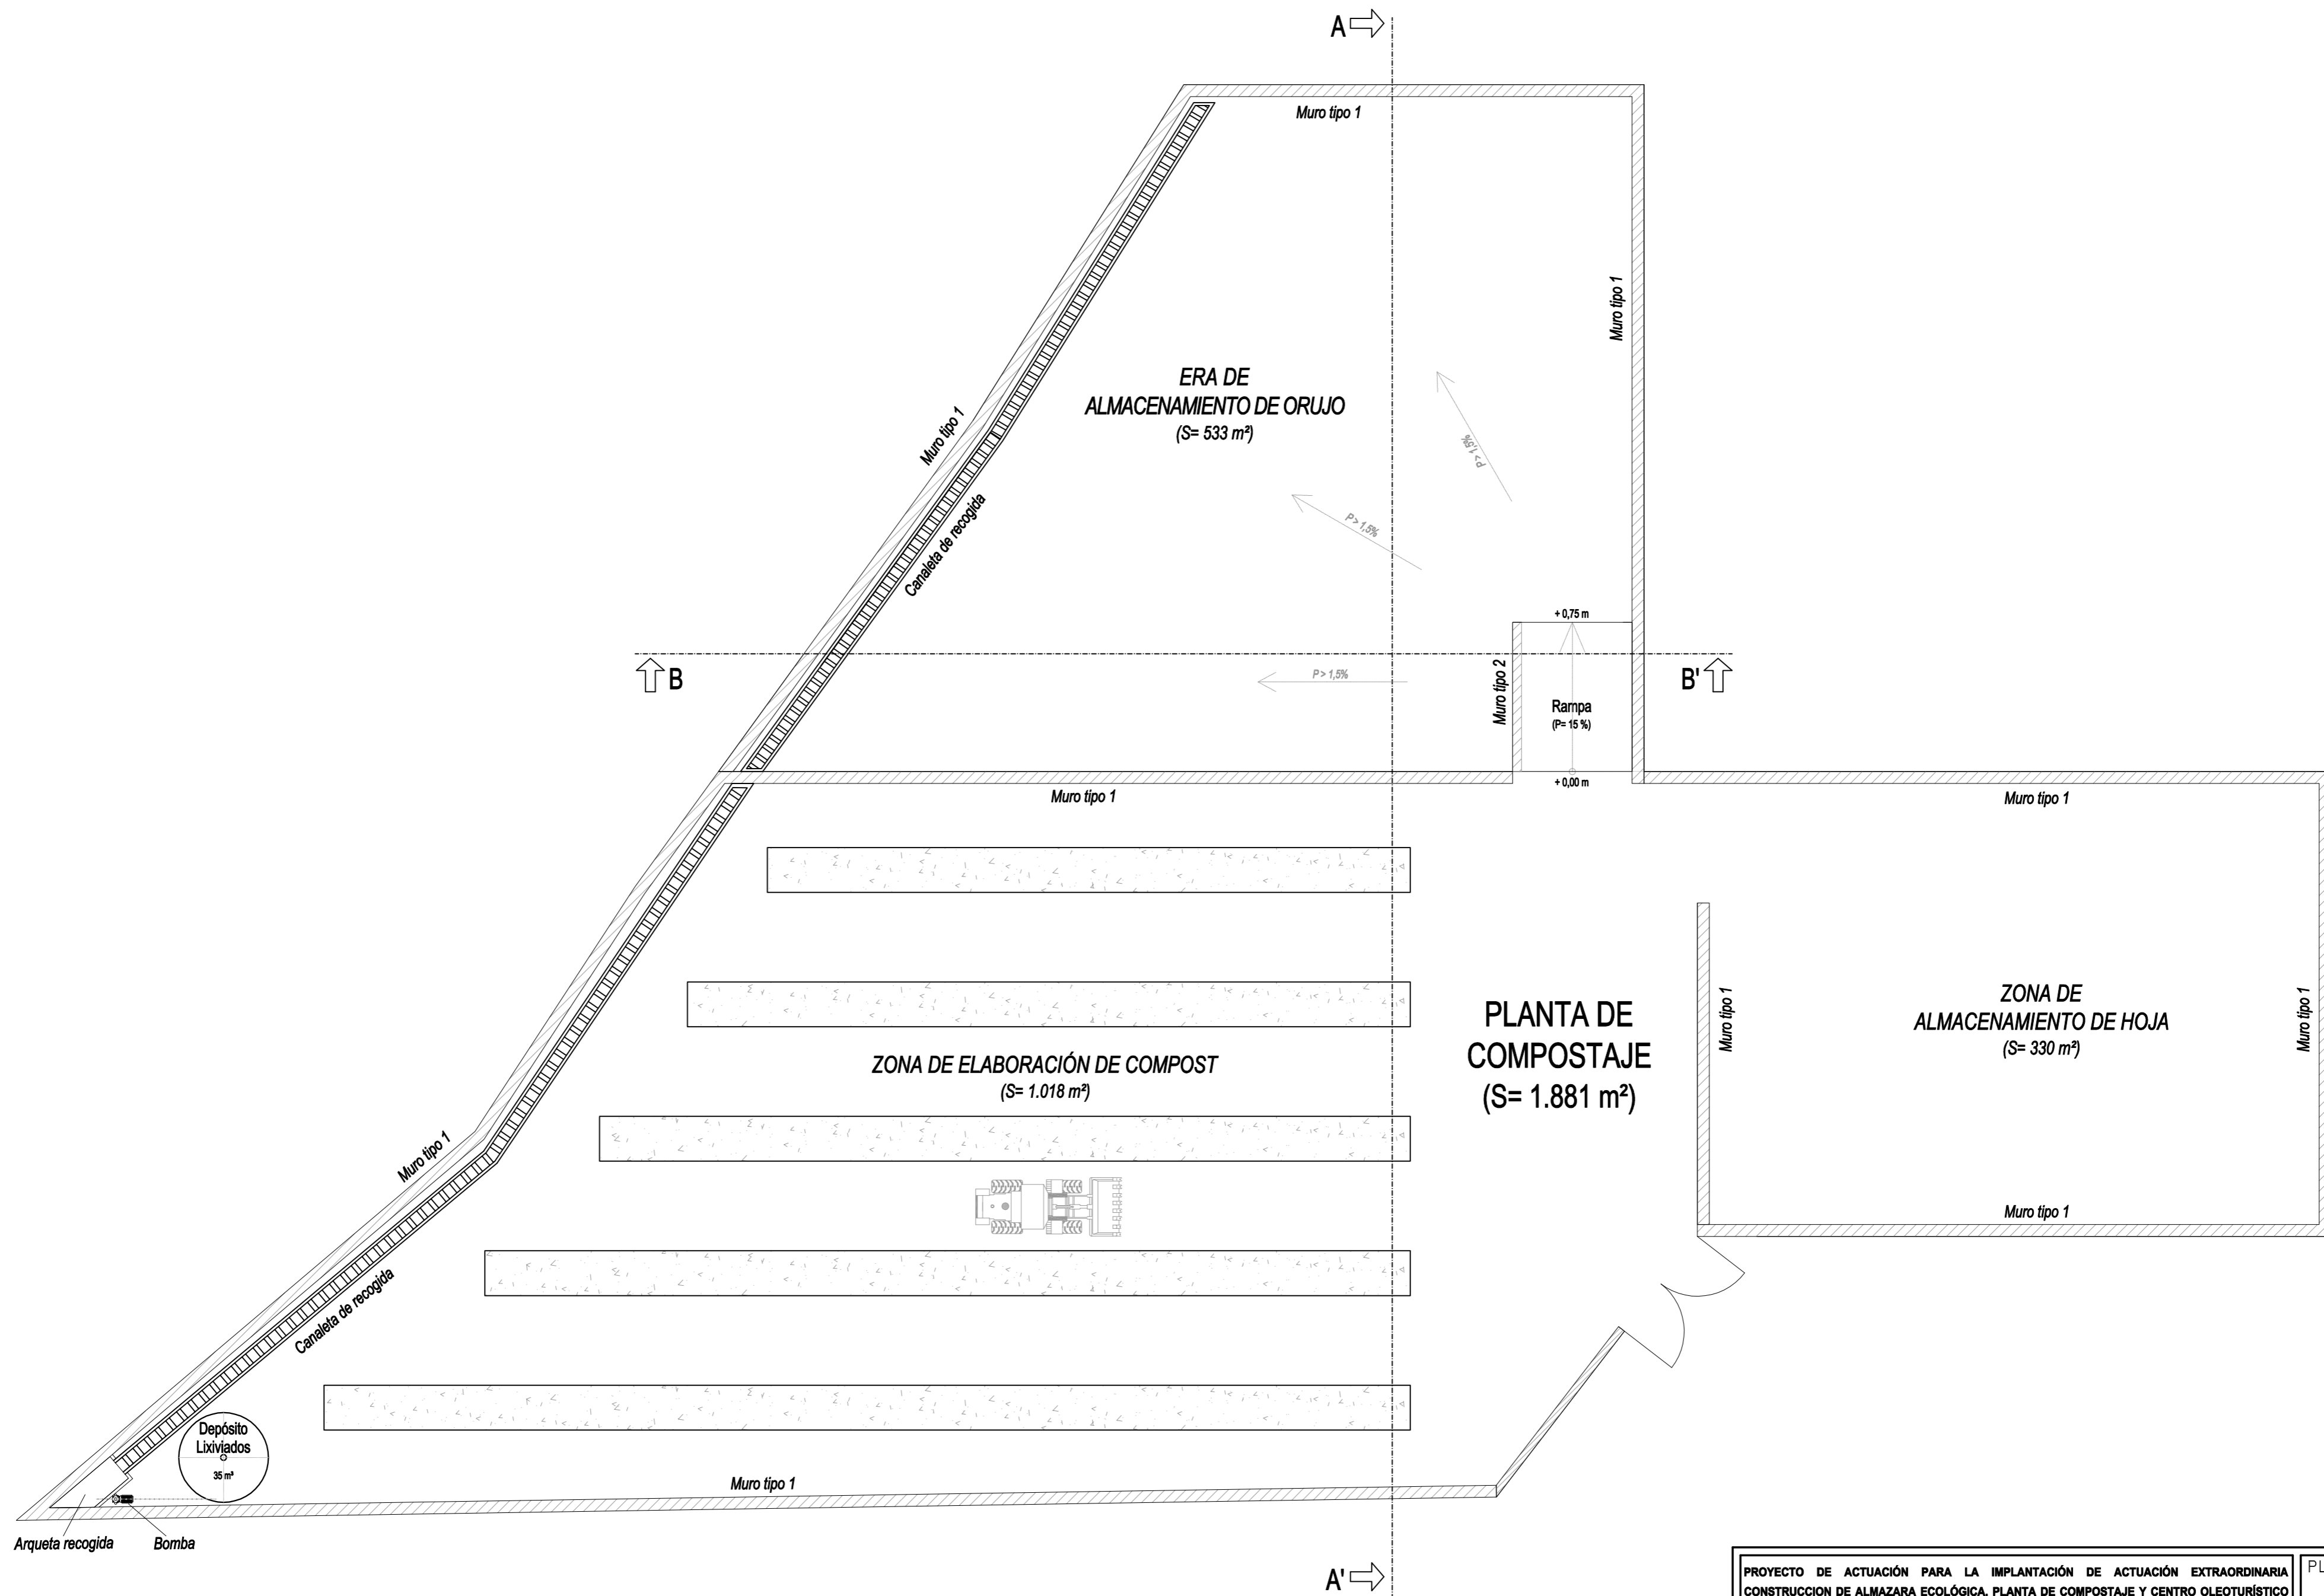 A
Muro tipo 1
Muro tipo 1
ERA DE
ALMACENAMIENTO DE ORUJO
(S= 533 m²)
Muro tipo 1
P > 1,5%
Canaleta de recogida
P > 1,5%
+ 0,75 m
B
P > 1,5%
Muro tipo 2
Rampa
(P= 15 %)
B'
+ 0,00 m
Muro tipo 1
Muro tipo 1
PLANTA DE
COMPOSTAJE
(S= 1.881 m²)
Muro tipo 1
ZONA DE
ALMACENAMIENTO DE HOJA
(S= 330 m²)
Muro tipo 1
ZONA DE ELABORACIÓN DE COMPOST
(S= 1.018 m²)
Muro tipo 1
Muro tipo 1
Canaleta de recogida
Depósito
Lixiviados
35 m³
Muro tipo 1
Arqueta recogida
Bomba
A'
PROYECTO DE ACTUACIÓN PARA LA IMPLANTACIÓN DE ACTUACIÓN EXTRAORDINARIA
CONSTRUCCION DE ALMAZARA ECOLÓGICA, PLANTA DE COMPOSTAJE Y CENTRO OLEOTURÍSTICO